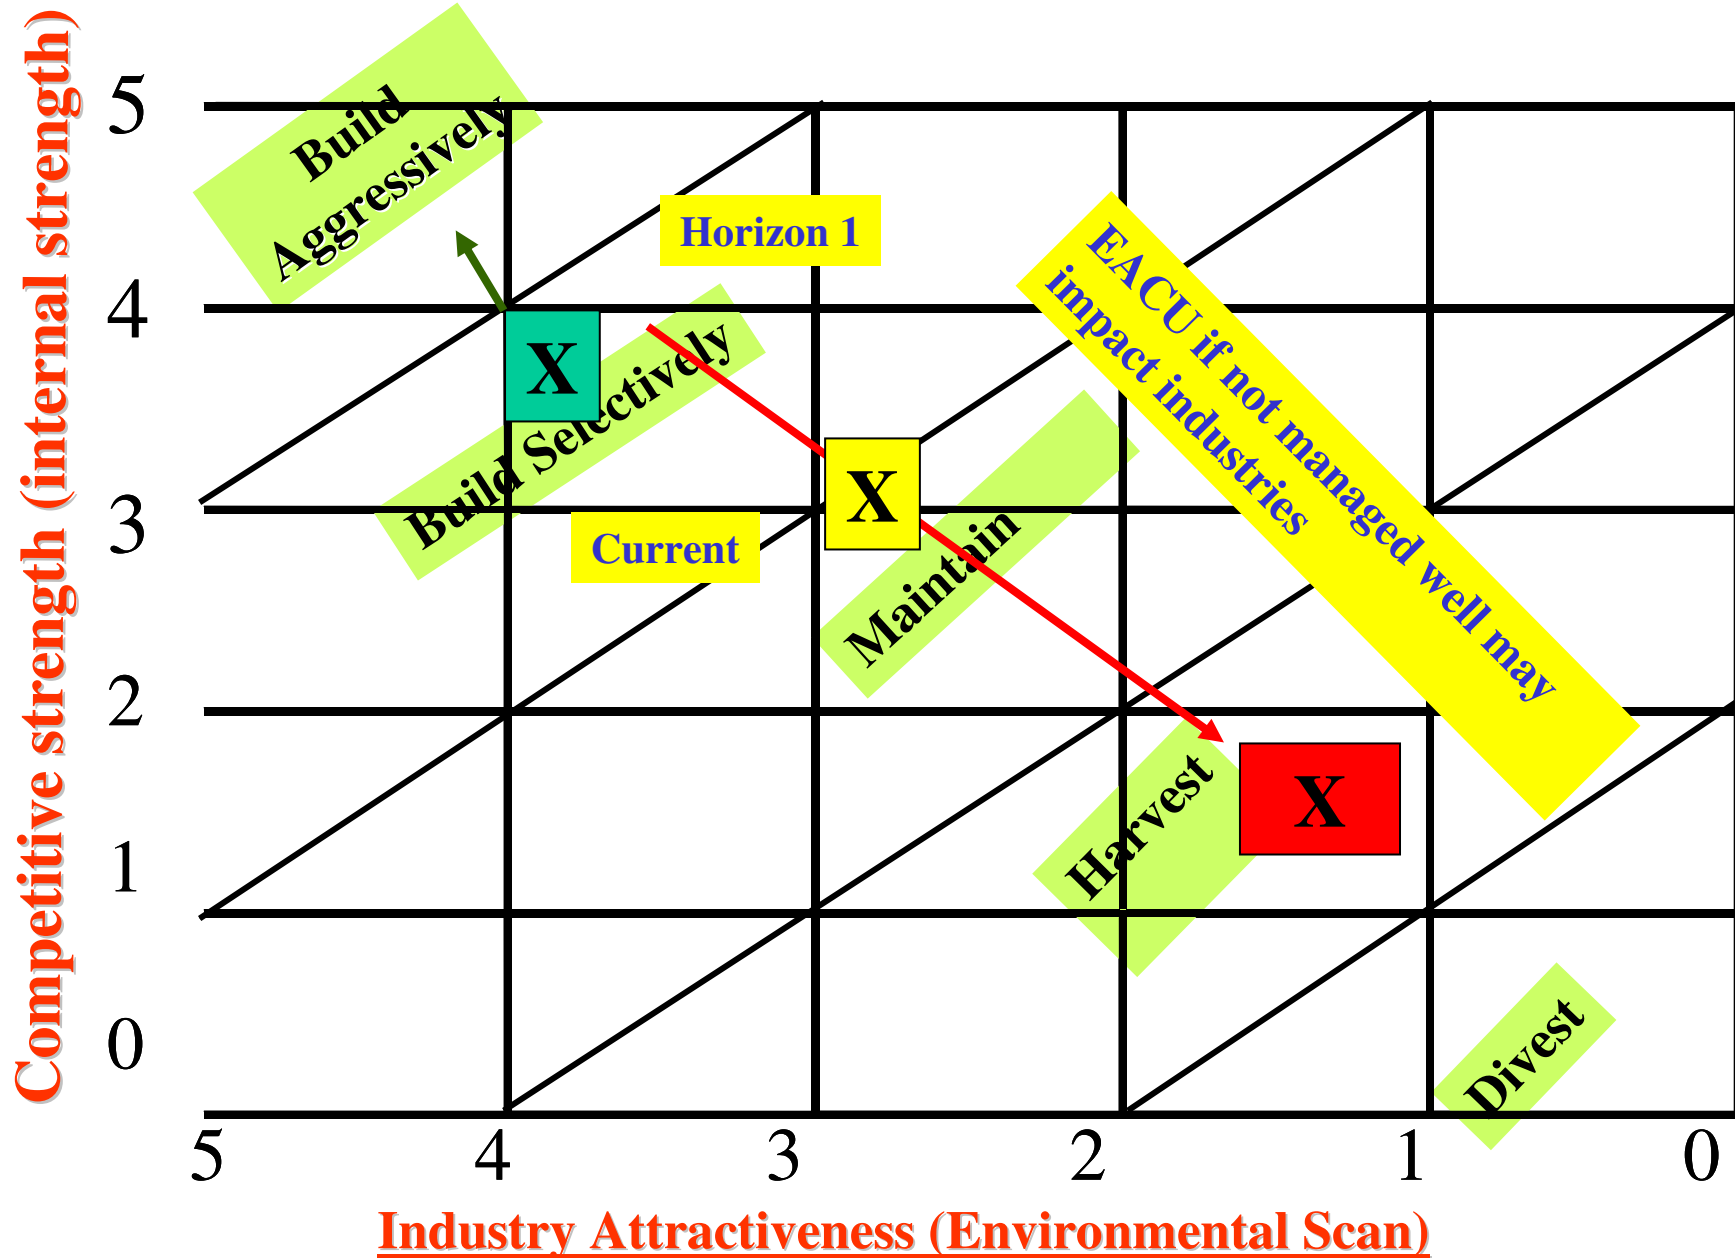 Competitive strength (internal strength)
5
4
3
2
1
0
Build
Aggressively
Horizon 1
X
Build Selectively
Current
X
Maintain
EACU if not managed well may
impact industries
Harvest
X
Divest
5 4 3 2 1 0
Industry Attractiveness (Environmental Scan)